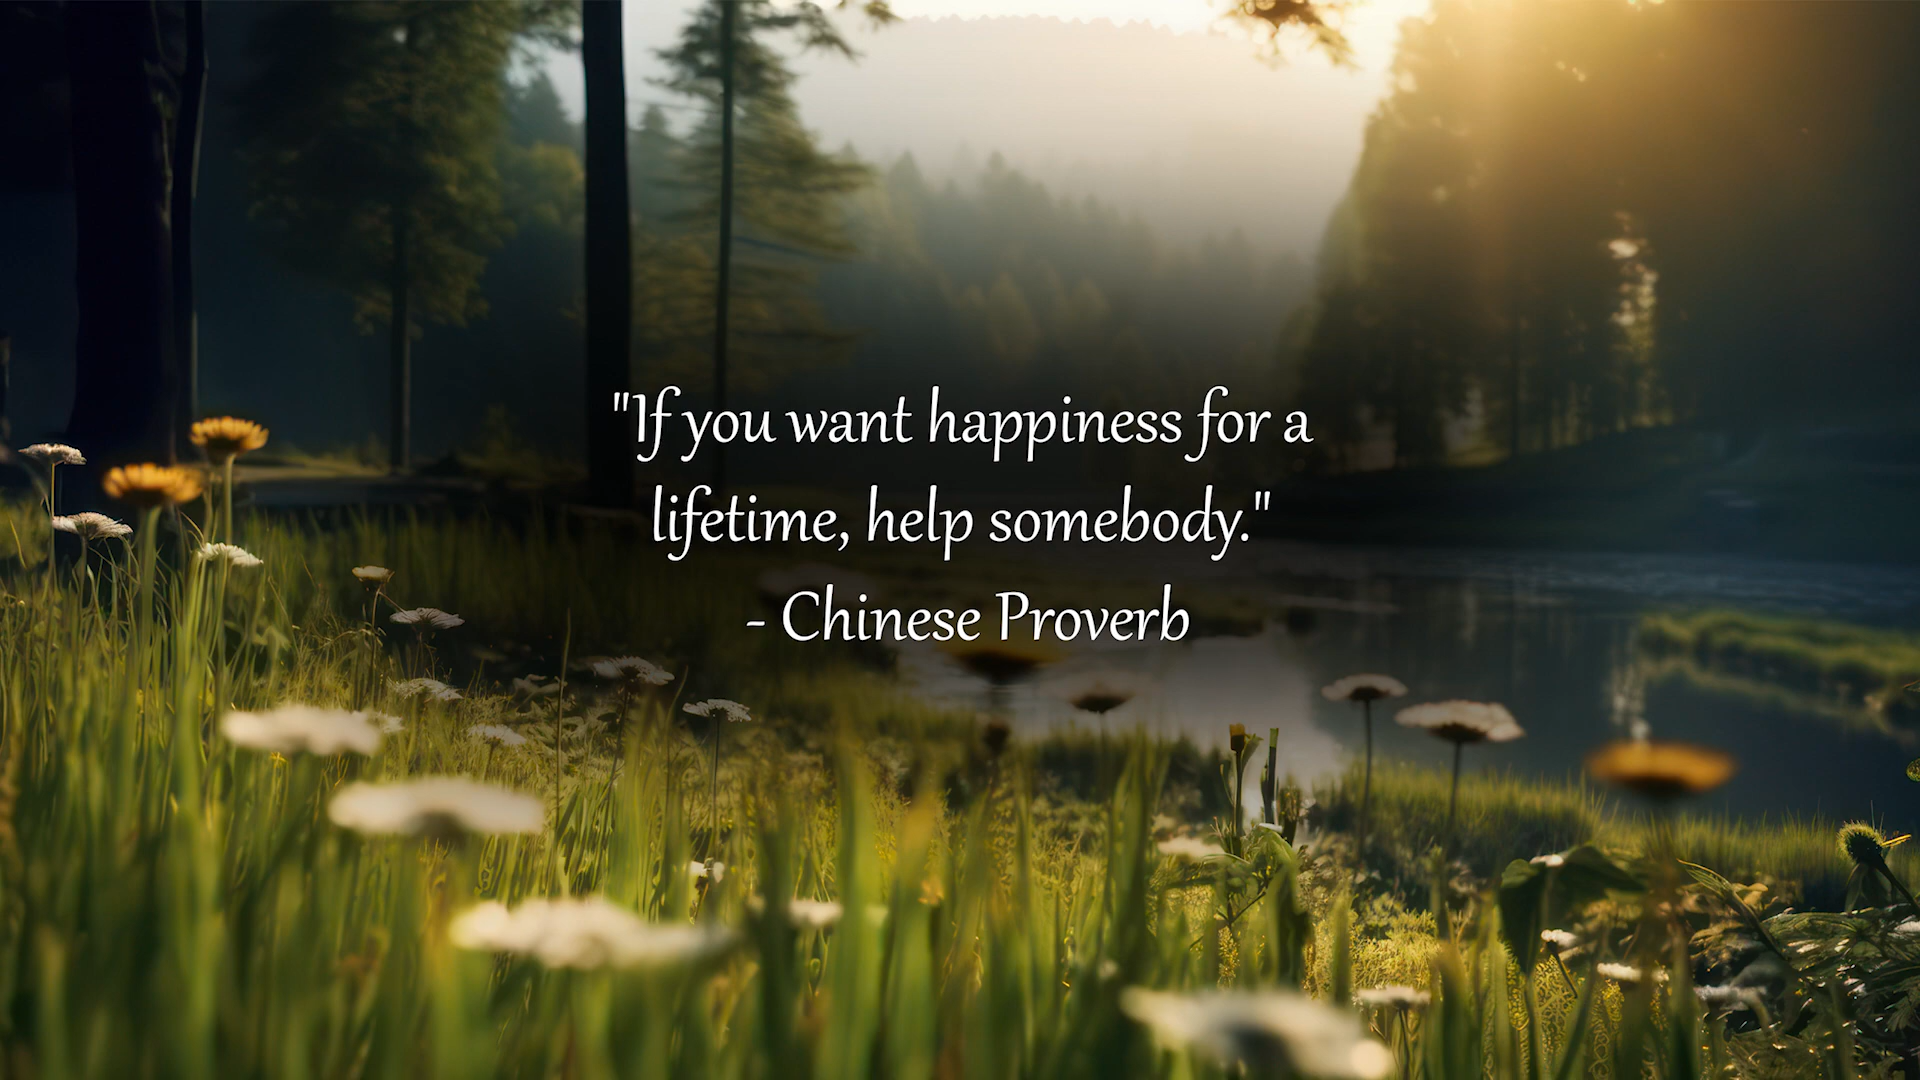 "If you want happiness for a
lifetime, help somebody."
- Chinese Proverb